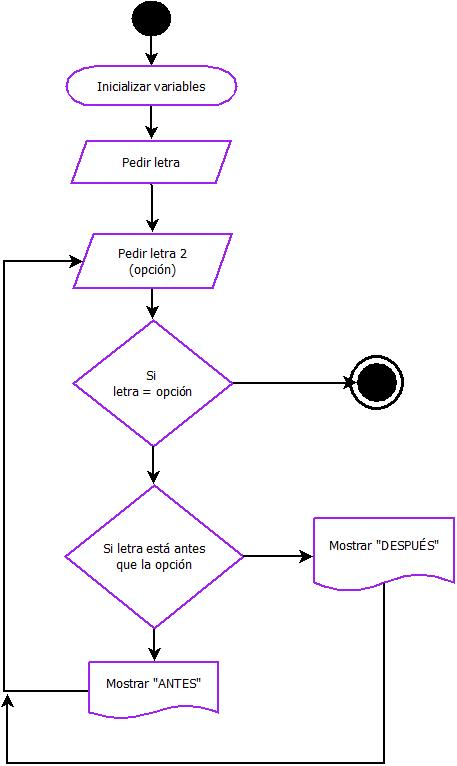 Inicializar variables
Pedir letra
Pedir letra 2
(opción)
Si
letra = opción
Si letra está antes
que la opción
Mostrar "DESPUÉS"
Mostrar "ANTES"